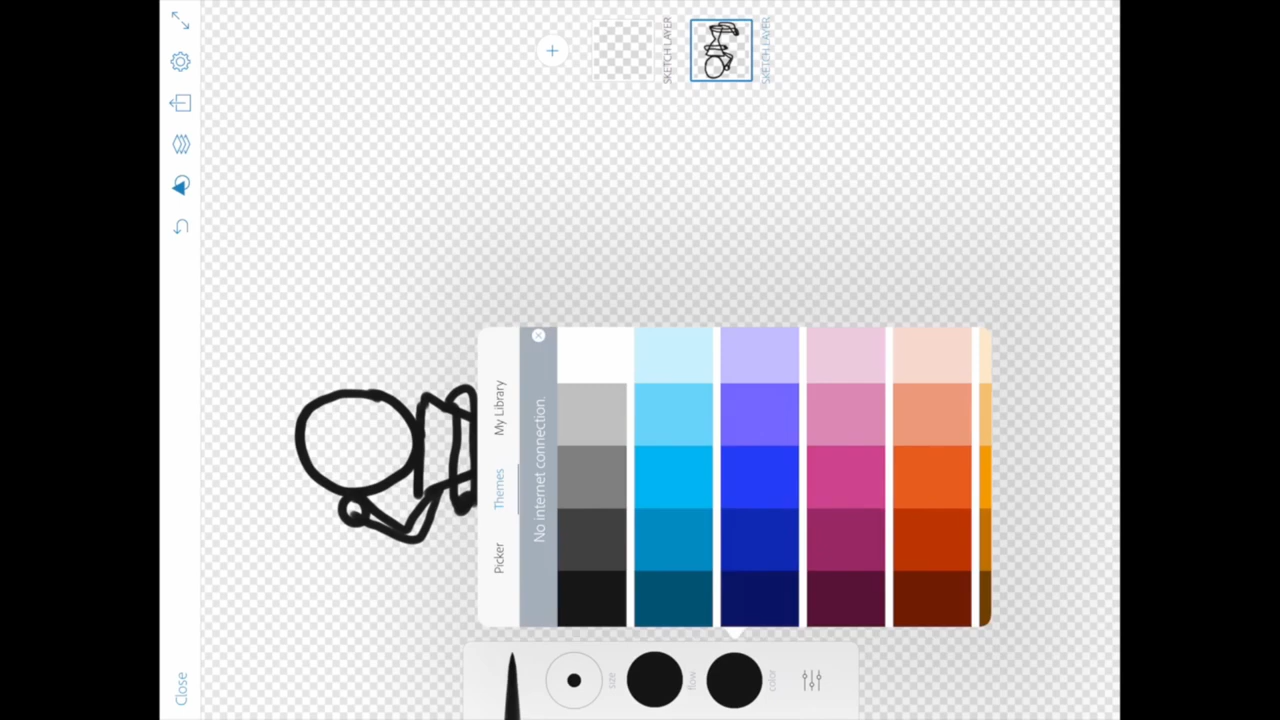 Close
SKETCH LAYER
SKETCH LAYER
Picker Themes My Library
No internet connection.
size
flow
color